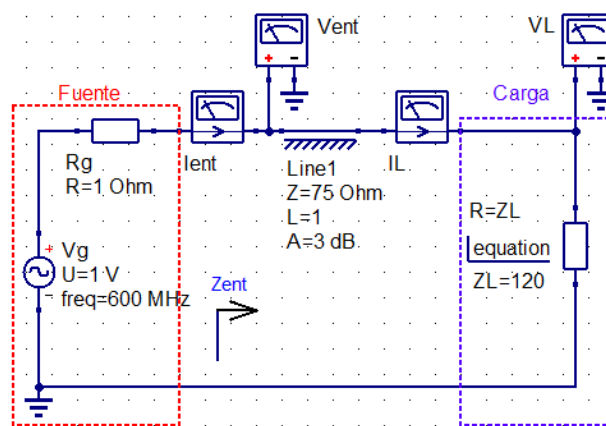 Vent
VL
Fuente
Carga
Rg
R=1 Ohm
Ient
Line1
Z=75 Ohm
L=1
A=3 dB
IL
R=ZL
equation
ZL=120
+
Vg
U=1 V
-
freq=600 MHz
Zent
+ -
+ -